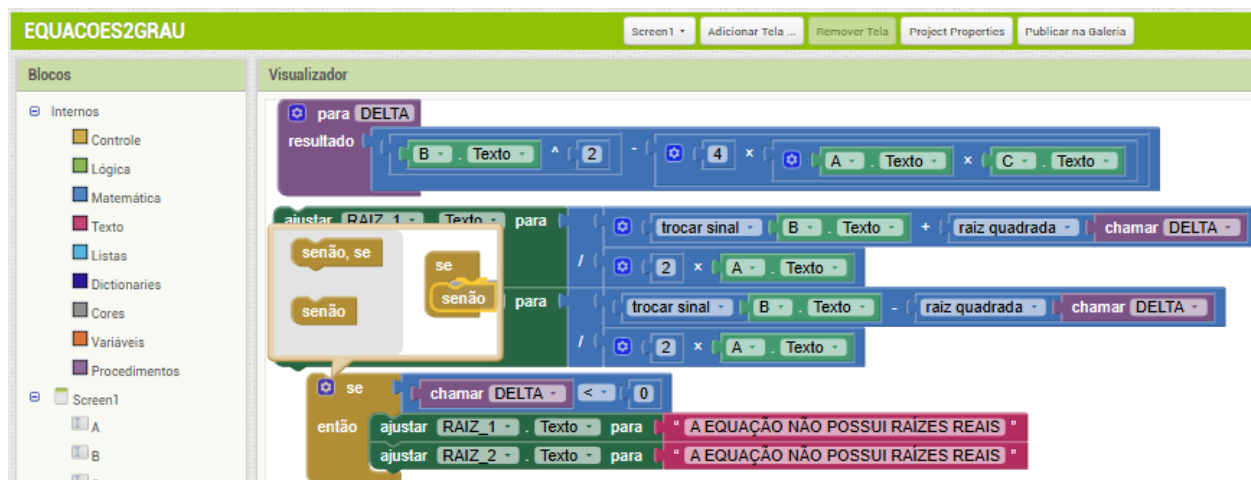 EQUACOES2GRAU
Screen1 Adicionar Tela ... Remover Tela Project Properties Publicar na Galeria
Blocos
Visualizador
Internos
Controle
Lógica
Matemática
Texto
Listas
Dictionaries
Cores
Variáveis
Procedimentos
Screen1
A
B
para DELTA
resultado B . Texto ^ 2 - 4 × A . Texto × C . Texto
ajustar RAIZ_1 . Texto para trocar sinal B . Texto + raiz quadrada chamar DELTA
/ 2 × A . Texto
para trocar sinal B . Texto - raiz quadrada chamar DELTA
/ 2 × A . Texto
senão, se
senão
se
senão
se chamar DELTA < 0
então ajustar RAIZ_1 . Texto para " A EQUAÇÃO NÃO POSSUI RAÍZES REAIS "
ajustar RAIZ_2 . Texto para " A EQUAÇÃO NÃO POSSUI RAÍZES REAIS "